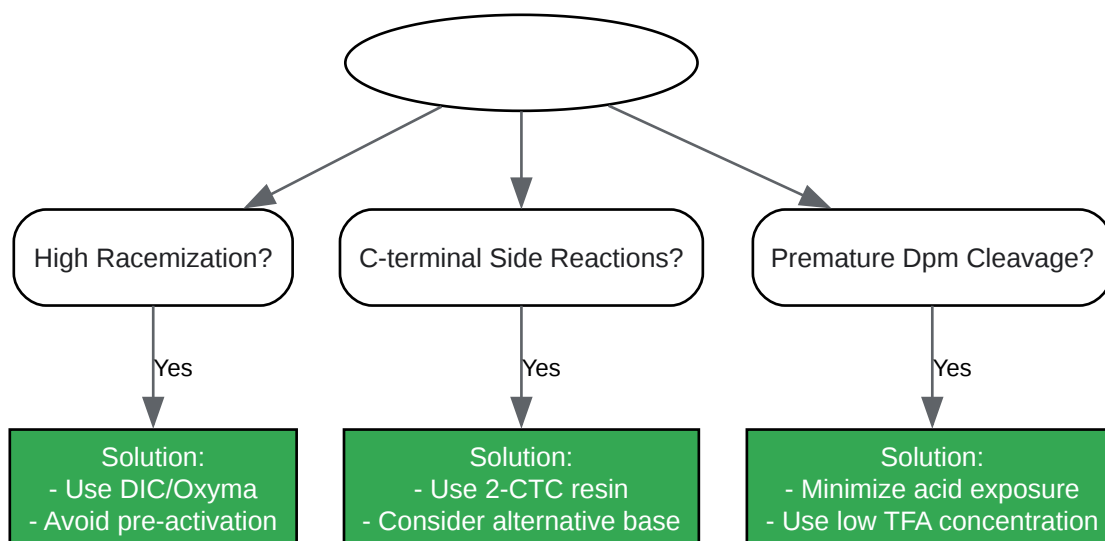 High Racemization?
C-terminal Side Reactions?
Premature Dpm Cleavage?
Yes
Yes
Yes
Solution:
- Use DIC/Oxyma
- Avoid pre-activation
Solution:
- Use 2-CTC resin
- Consider alternative base
Solution:
- Minimize acid exposure
- Use low TFA concentration